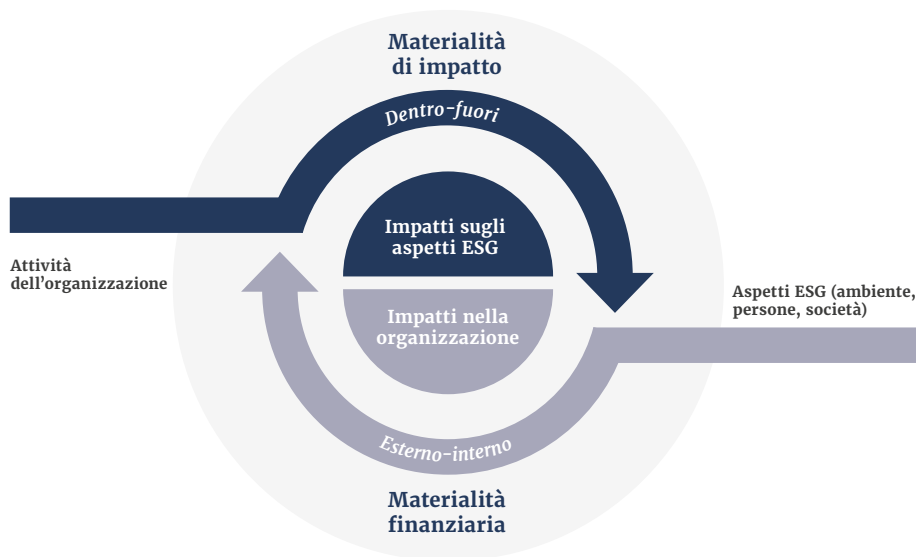 Materialità
di impatto
Dentro-fuori
Impatti sugli
aspetti ESG
Attività
dell’organizzazione
Aspetti ESG (ambiente,
persone, società)
Impatti nella
organizzazione
Esterno-interno
Materialità
finanziaria